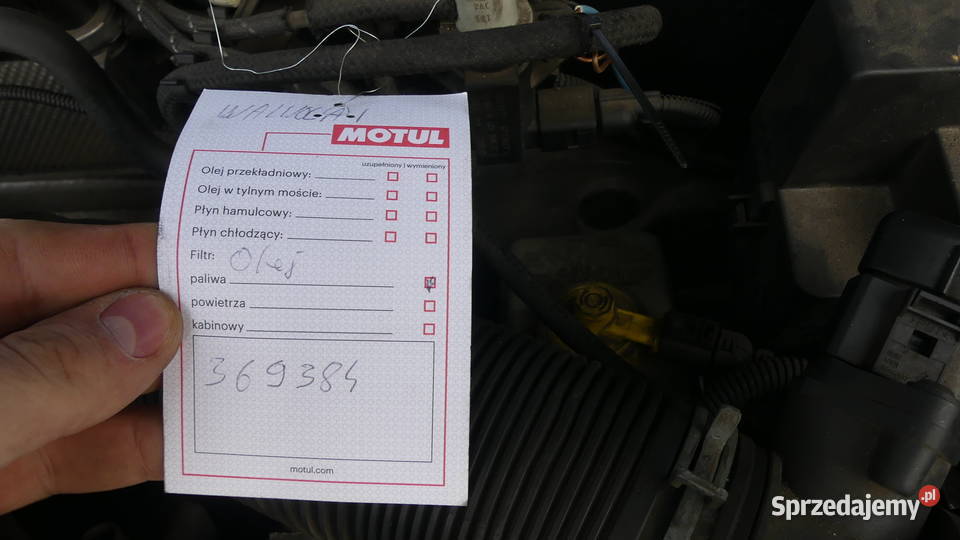 MOTUL
uzupełniony | wymieniony
Olej przekładniowy:
Olej w tylnym moście:
Płyn hamulcowy:
Płyn chłodzący:
Filtr: Olej
paliwa
powietrza
kabinowy
369384
motul.com
Sprzedajemy.pl